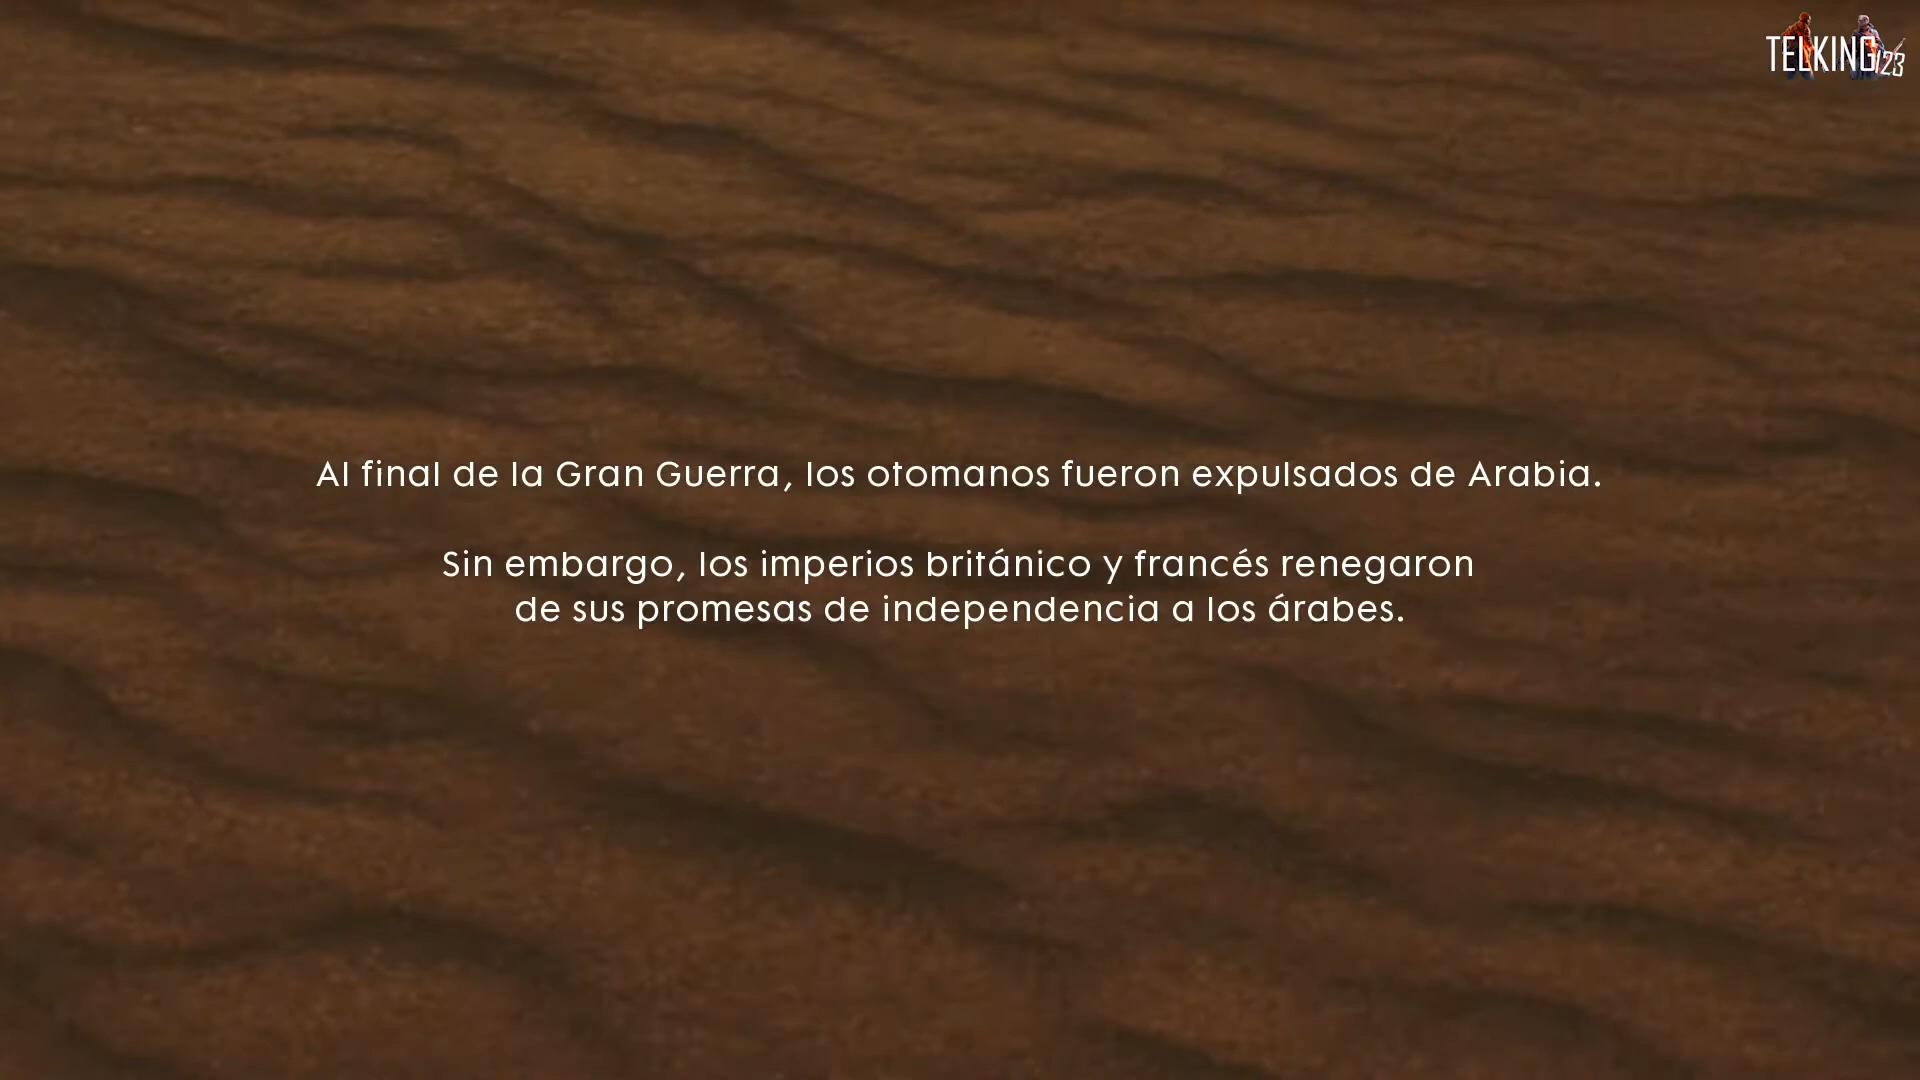 TELKING123
Al final de la Gran Guerra, los otomanos fueron expulsados de Arabia.
Sin embargo, los imperios británico y francés renegaron
de sus promesas de independencia a los árabes.